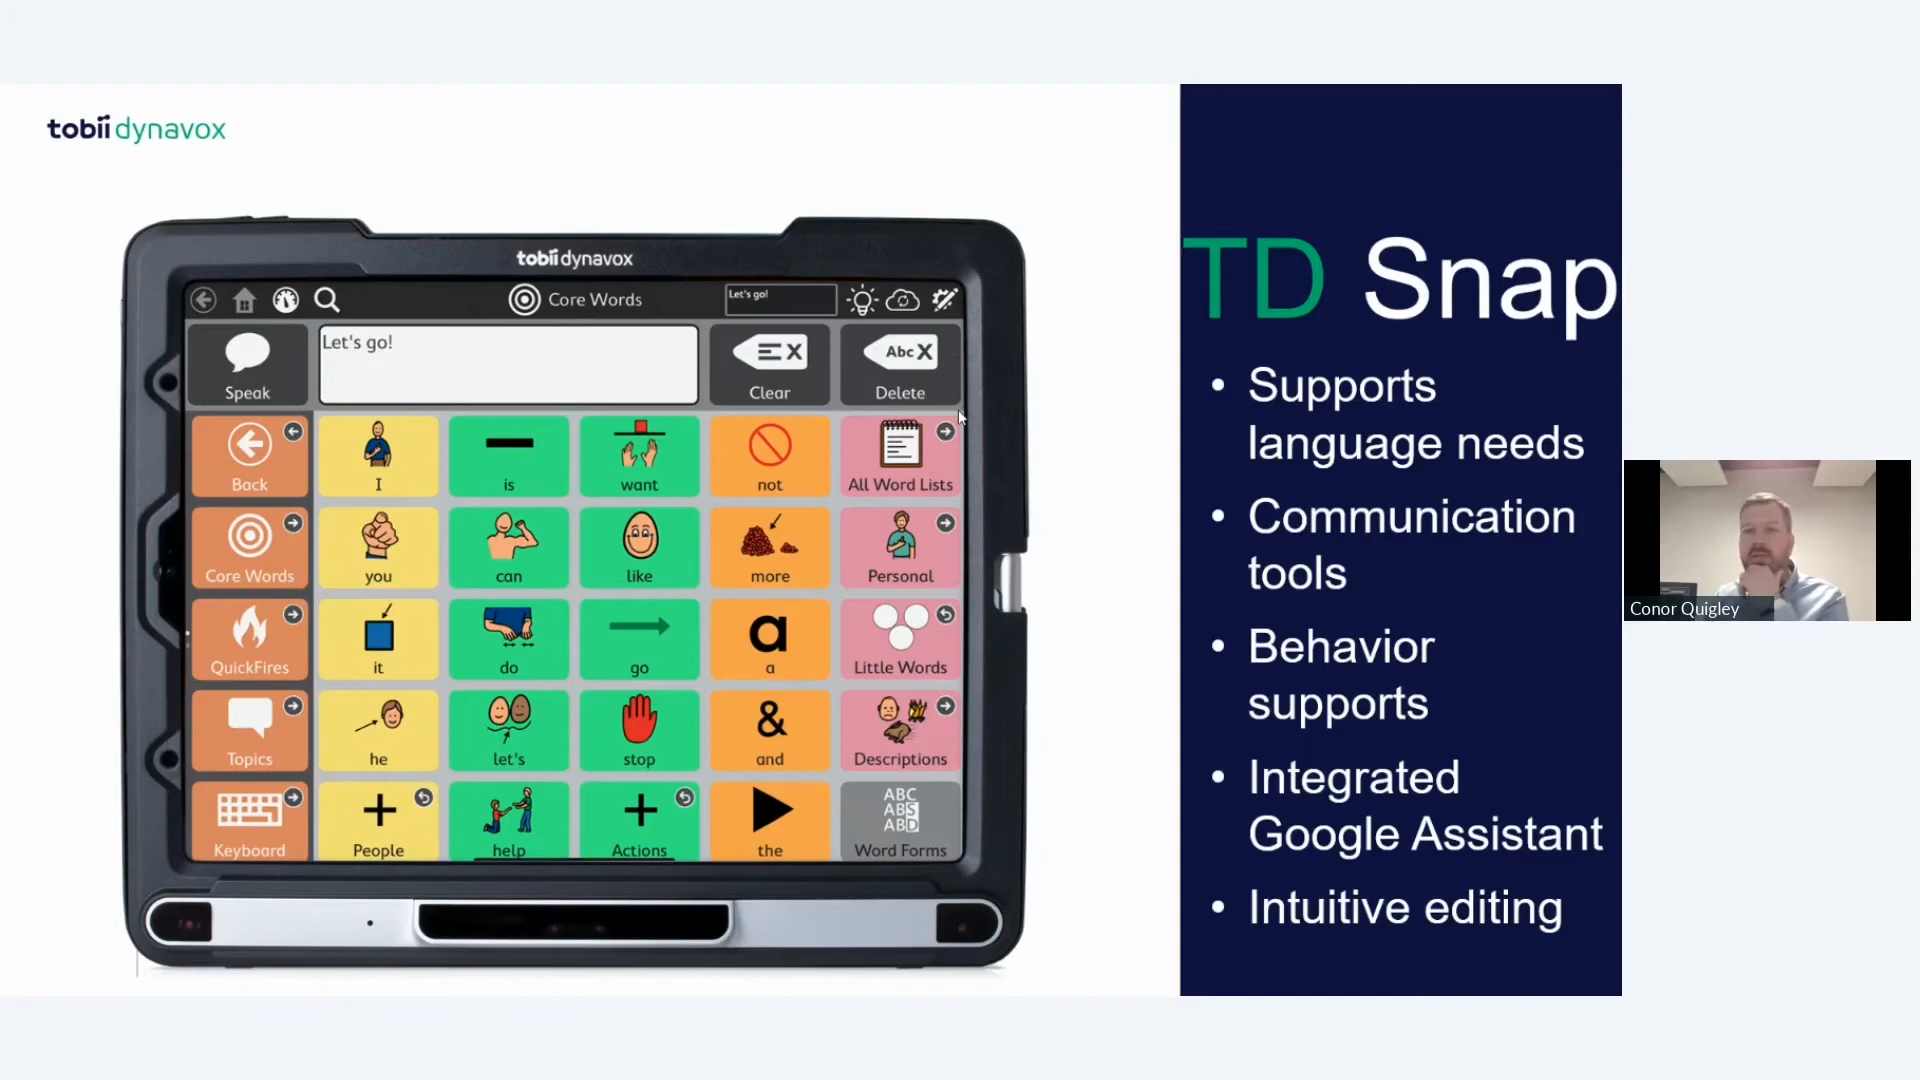 tobii dynavox
tobii dynavox
Core Words
Let's go!
Speak
Let's go!
Clear
Abc X
Delete
Back
I
is
want
not
All Word Lists
Core Words
you
can
like
more
Personal
QuickFires
it
do
go
a
a
Little Words
Topics
he
let's
stop
&
and
Descriptions
Keyboard
People
help
Actions
the
ABC
ABS
ABD
Word Forms
TD Snap
• Supports
language needs
• Communication
tools
• Behavior
supports
• Integrated
Google Assistant
• Intuitive editing
Conor Quigley